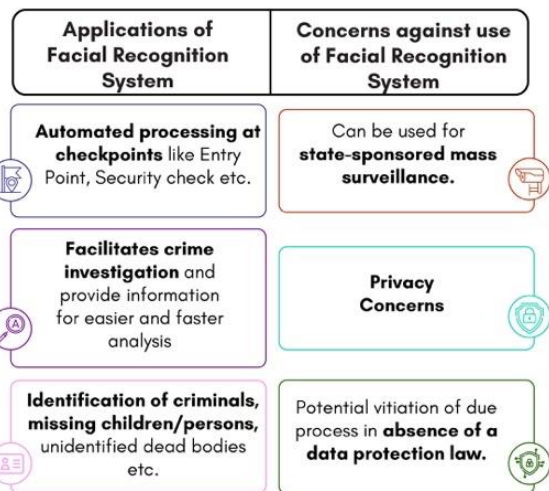 Applications of
Facial Recognition
System
Concerns against use
of Facial Recognition
System
Automated processing at
checkpoints like Entry
Point, Security check etc.
Can be used for
state-sponsored mass
surveillance.
Facilitates crime
investigation and
provide information
for easier and faster
analysis
A
Privacy
Concerns
Identification of criminals,
missing children/persons,
unidentified dead bodies
etc.
Potential vitiation of due
process in absence of a
data protection law.